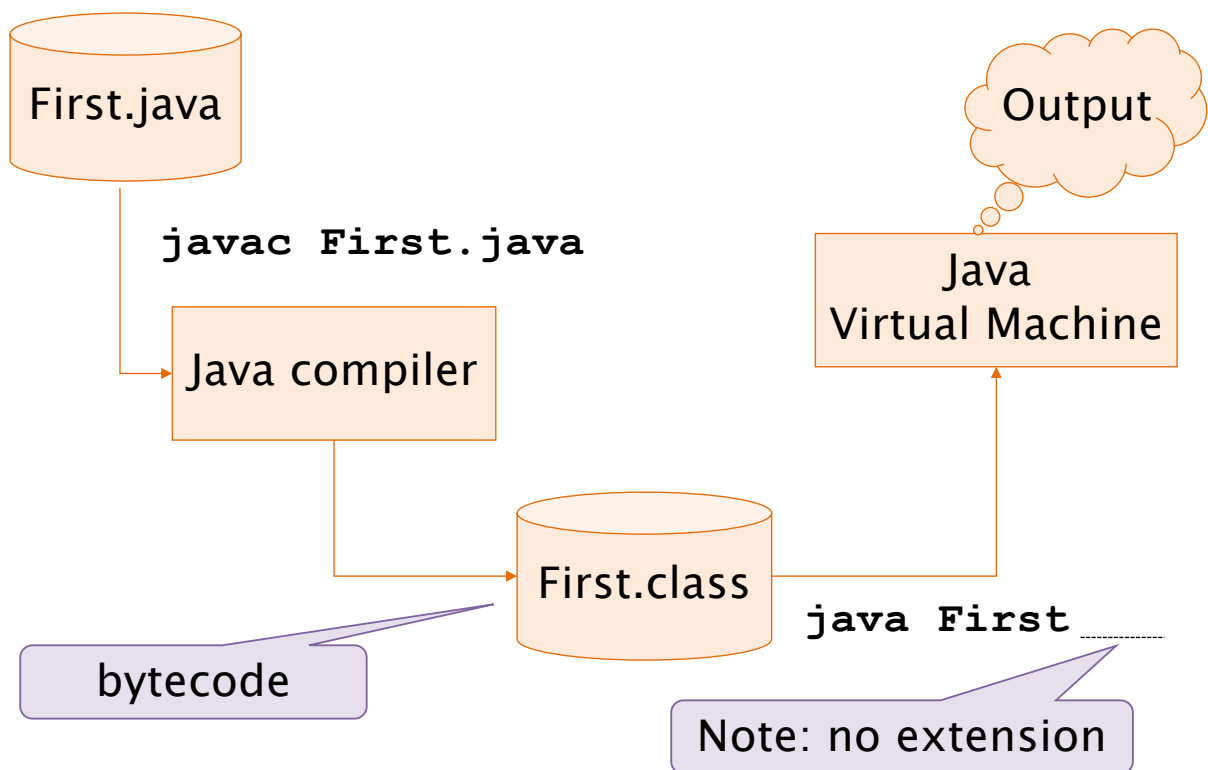 First.java
javac First.java
Java compiler
First.class
bytecode
java First
Note: no extension
Java
Virtual Machine
Output